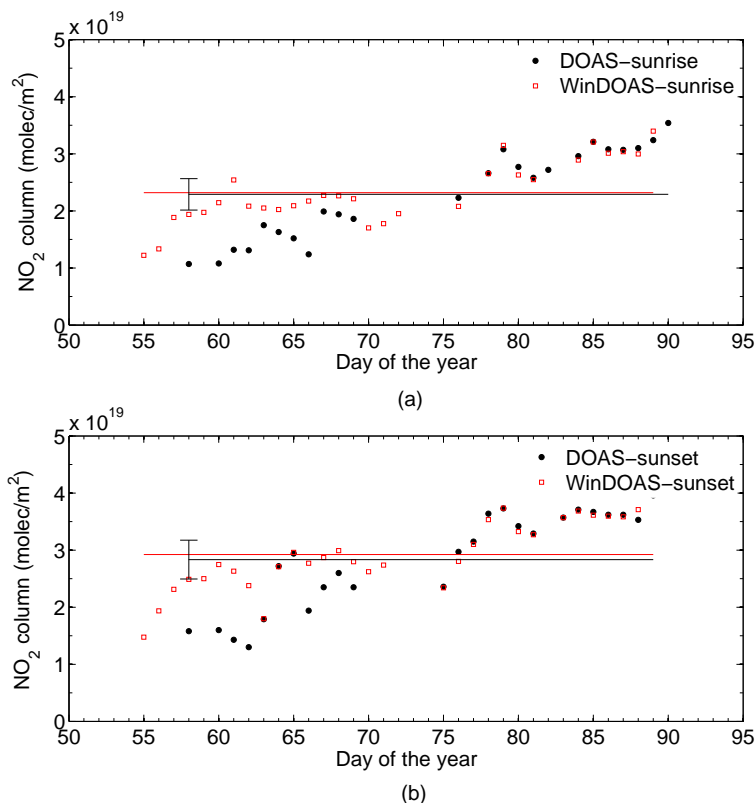 x 10^19
5
DOAS−sunrise
WinDOAS−sunrise
4
3
2
1
0
NO₂ column (molec/m²)
50 55 60 65 70 75 80 85 90 95
Day of the year
(a)
x 10^19
5
DOAS−sunset
WinDOAS−sunset
4
3
2
1
0
NO₂ column (molec/m²)
50 55 60 65 70 75 80 85 90 95
Day of the year
(b)